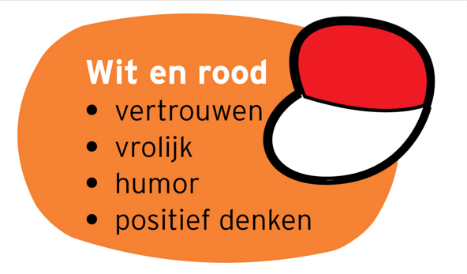 Wit en rood
• vertrouwen
• vrolijk
• humor
• positief denken